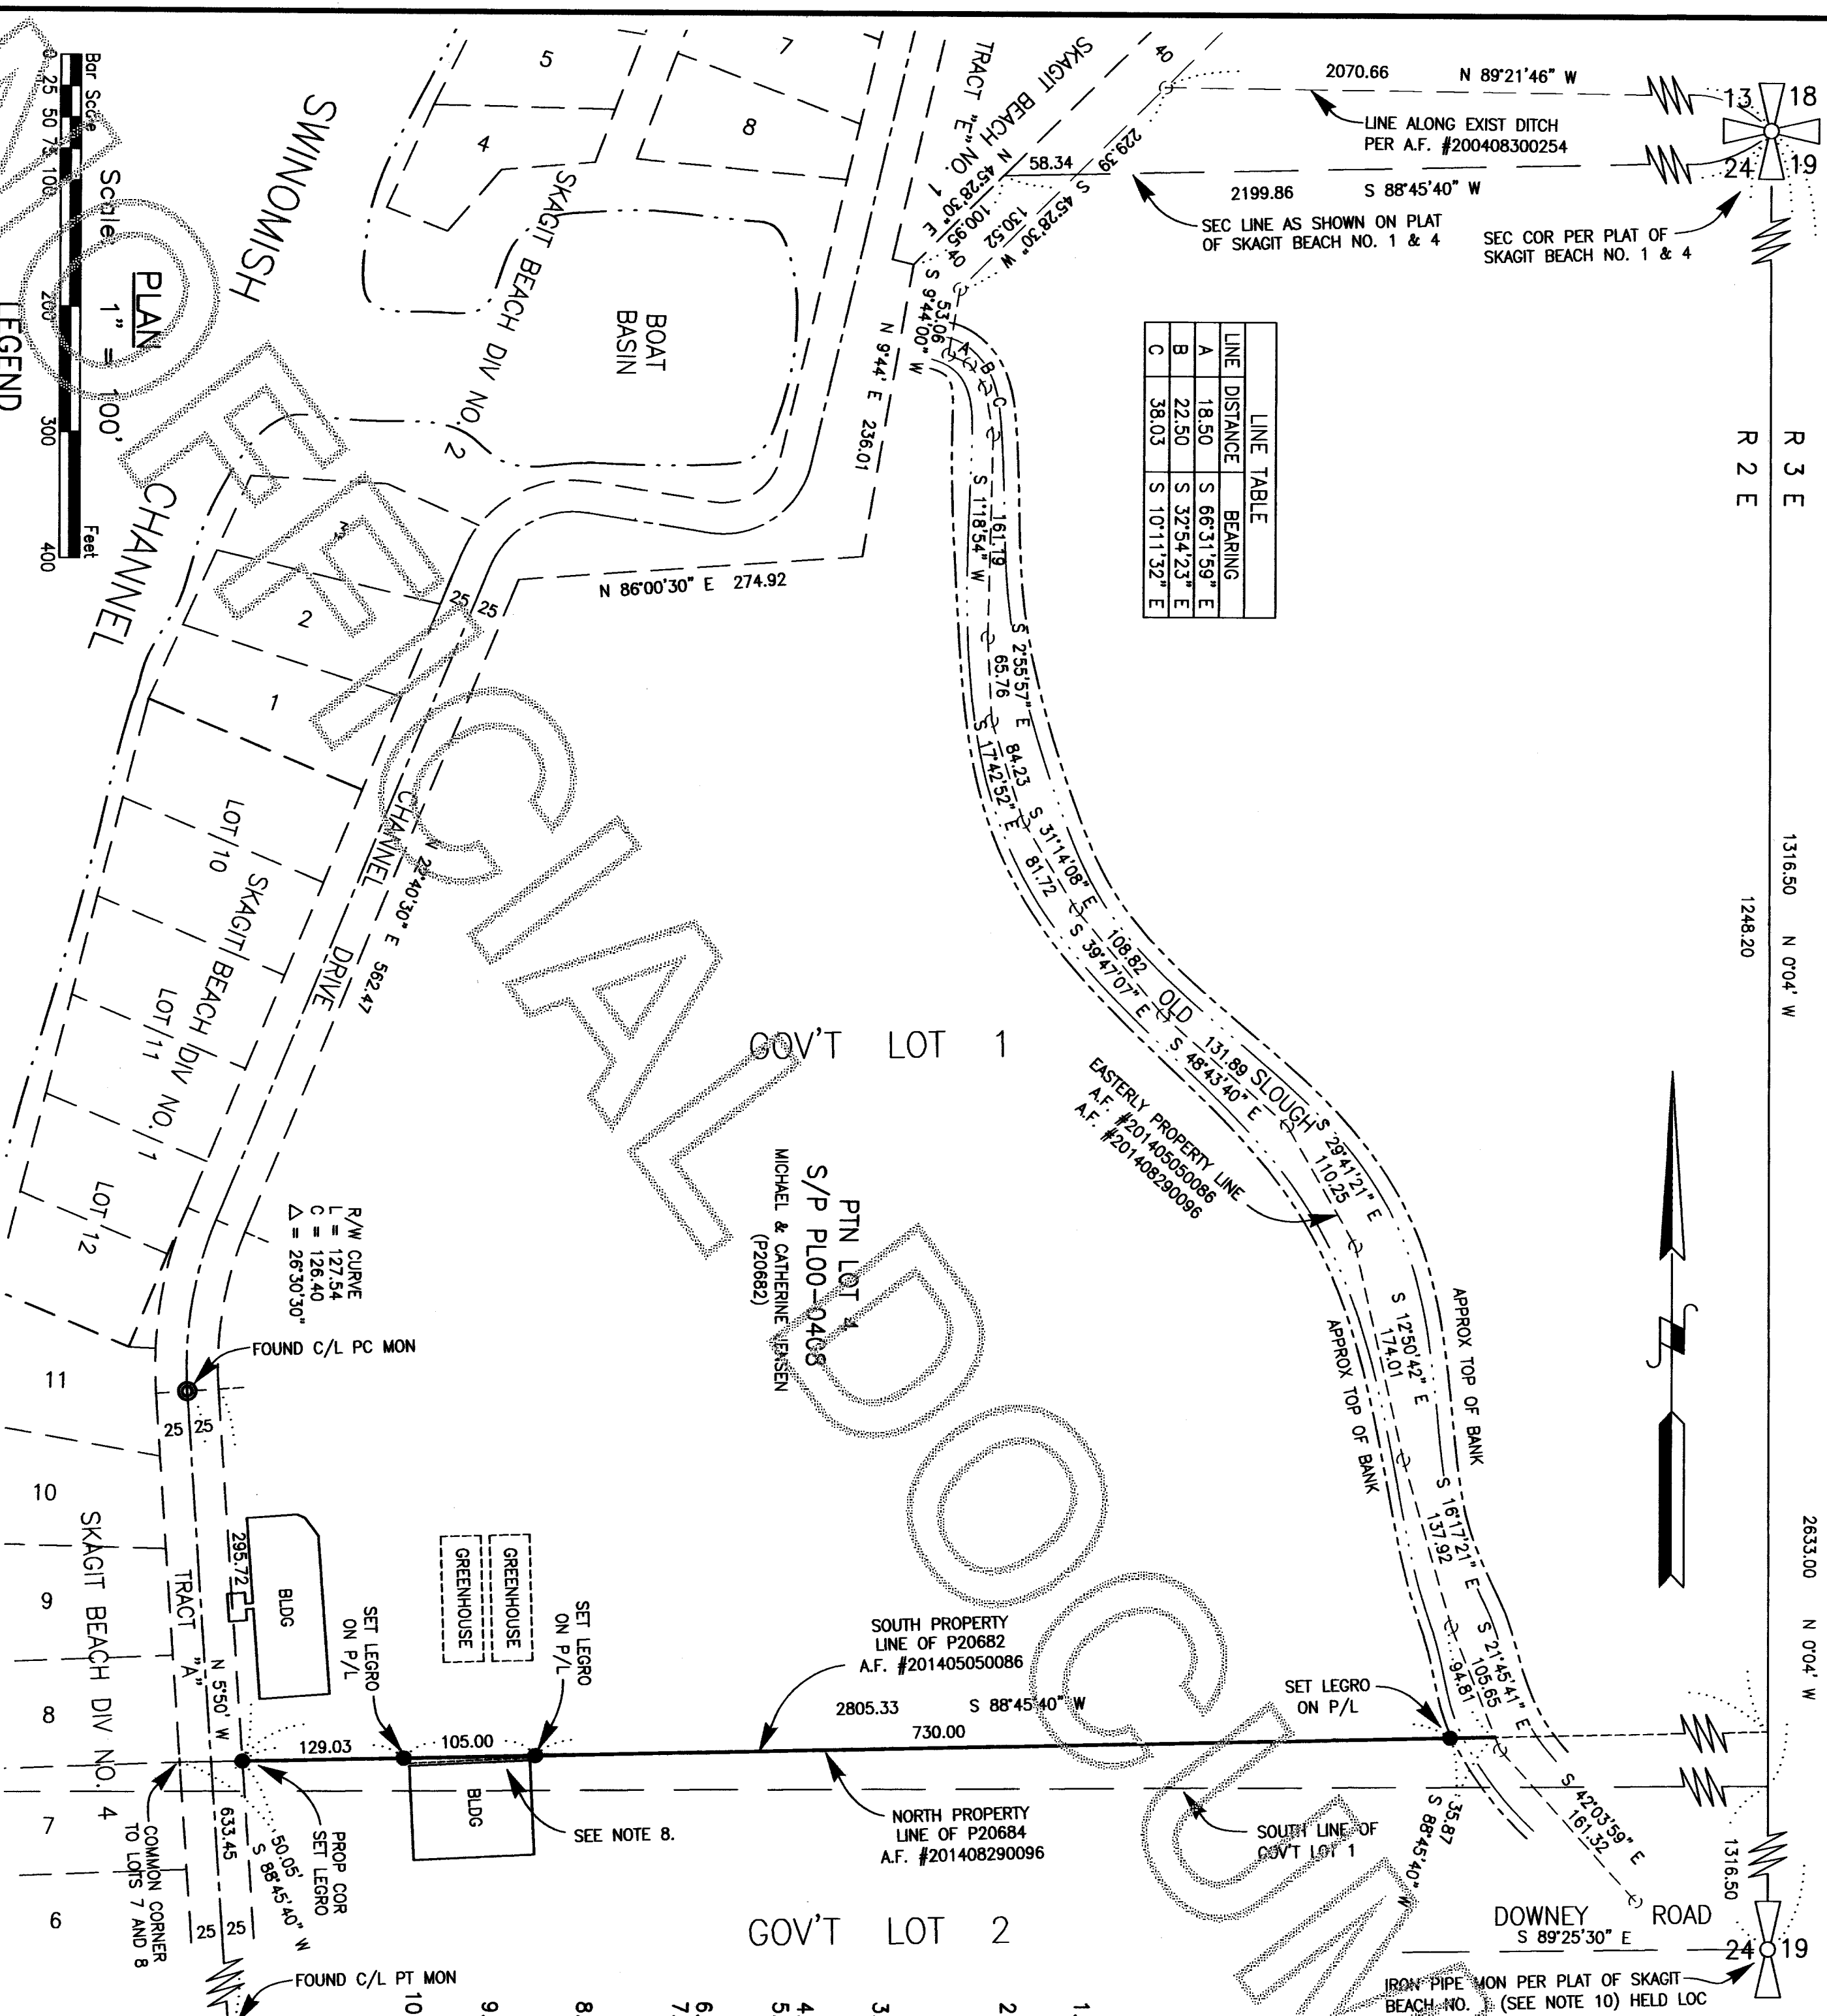 2070.66 N 89°21'46" W
13 18
24 19
LINE ALONG EXIST DITCH
PER A.F. #200408300254
2199.86 S 88°45'40" W
SEC LINE AS SHOWN ON PLAT
OF SKAGIT BEACH NO. 1 & 4
SEC COR PER PLAT OF
SKAGIT BEACH NO. 1 & 4
58.34
40
229.39
S 45°28'30" W
130.52
N 45°28'30" E
100.95
40
SKAGIT BEACH NO. 1
TRACT "E"
S 9°44'00" W
53.06
N 9°44' E 236.01
7
5
8
4
SKAGIT BEACH DIV NO. 2
BOAT
BASIN
SWINOMISH CHANNEL
Bar Scale
0 25 50 75 100 200 300 400
Feet
Scale: 1" = 100'
PLAN
LEGEND
LINE TABLE
LINE DISTANCE BEARING
A 18.50 S 66°31'59" E
B 22.50 S 32°54'23" E
C 38.03 S 10°11'32" E
R 3 E
R 2 E
1316.50 N 0°04' W
1248.20
2633.00 N 0°04' W
1316.50
A
B
C
161.19
S 1°18'54" W
S 2°55'57" E
65.76
84.23
S 17°42'52" E
S 31°14'08" E
81.72
108.82
S 39°47'07" E
OLD SLOUGH
131.89
S 48°43'40" E
S 29°41'21" E
110.25
S 12°50'42" E
174.01
S 16°17'21" E
137.92
S 21°45'41" E
105.65
94.81
S 42°03'59" E
161.32
35.87
S 88°45'40" W
APPROX TOP OF BANK
APPROX TOP OF BANK
EASTERLY PROPERTY LINE
A.F. #201405050086
A.F. #201408290096
N 86°00'30" E 274.92
25 25
2
1
CHANNEL DRIVE
N 22°40'30" E 562.47
LOT 10
LOT 11
LOT 12
SKAGIT BEACH DIV NO. 1
GOV'T LOT 1
PTN LOT 4
S/P PL00-0408
MICHAEL & CATHERINE JENSEN
(P20682)
R/W CURVE
L = 127.54
C = 126.40
Δ = 26°30'30"
FOUND C/L PC MON
25 25
11
10
9
8
7
6
SKAGIT BEACH DIV NO. 4
TRACT "A"
295.72
N 5°50' W
633.45
BLDG
GREENHOUSE
GREENHOUSE
SET LEGRO
ON P/L
SET LEGRO
ON P/L
SET LEGRO
ON P/L
SOUTH PROPERTY
LINE OF P20682
A.F. #201405050086
2805.33 S 88°45'40" W
129.03
105.00
730.00
BLDG
SEE NOTE 8.
NORTH PROPERTY
LINE OF P20684
A.F. #201408290096
SOUTH LINE OF
GOV'T LOT 1
PROP COR
SET LEGRO
50.05'
S 88°45'40" W
COMMON CORNER
TO LOTS 7 AND 8
25 25
FOUND C/L PT MON
GOV'T LOT 2
DOWNEY ROAD
S 89°25'30" E
24 19
IRON PIPE MON PER PLAT OF SKAGIT
BEACH NO. 1 (SEE NOTE 10) HELD LOC
10
9.
8
7.
6
5
4
3
2
1.
UNOFFICIAL DOCUM